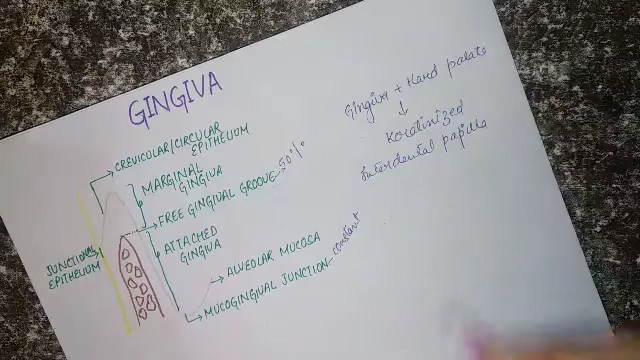 GINGIVA
CREVICULAR/CIRCULAR
EPITHELIUM
MARGINAL
GINGIVA
FREE GINGIVAL GROOVE - 50%
ATTACHED
GINGIVA
JUNCTIONAL
EPITHELIUM
ALVEOLAR MUCOSA
MUCOGINGIVAL JUNCTION - constant
Gingiva + Hard palate
↓
Keratinized
Interdental papilla